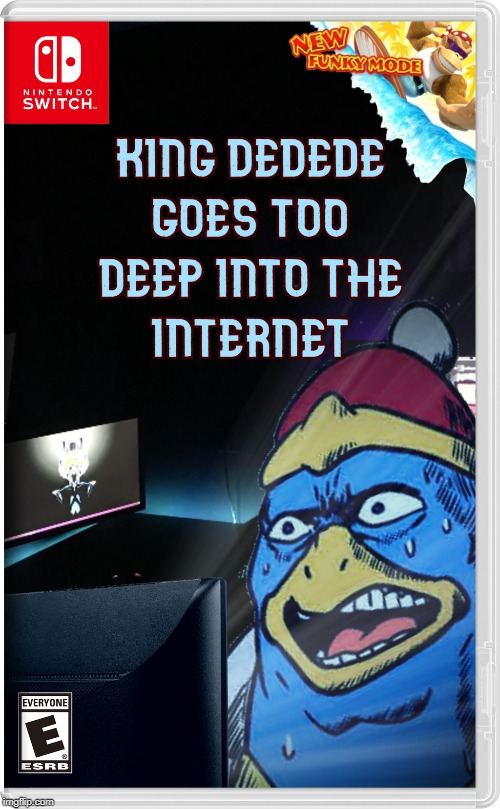 NINTENDO
SWITCH
NEW
FUNKY MODE
KING DEDEDE
GOES TOO
DEEP INTO THE
INTERNET
EVERYONE
E
ESRB
imgflip.com